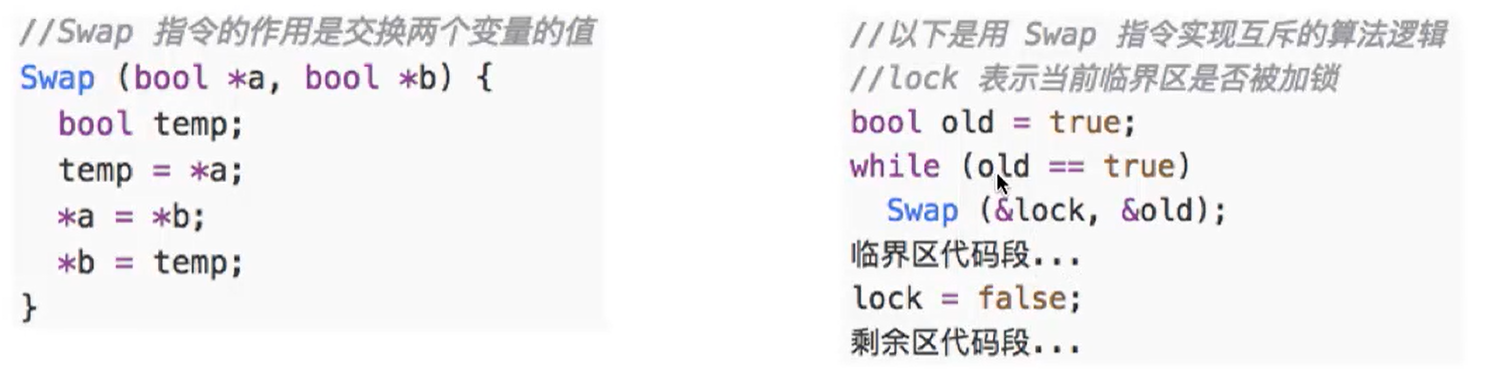 //Swap 指令的作用是交换两个变量的值
Swap (bool *a, bool *b) {
  bool temp;
  temp = *a;
  *a = *b;
  *b = temp;
}
//以下是用 Swap 指令实现互斥的算法逻辑
//lock 表示当前临界区是否被加锁
bool old = true;
while (old == true)
  Swap (&lock, &old);
临界区代码段...
lock = false;
剩余区代码段...